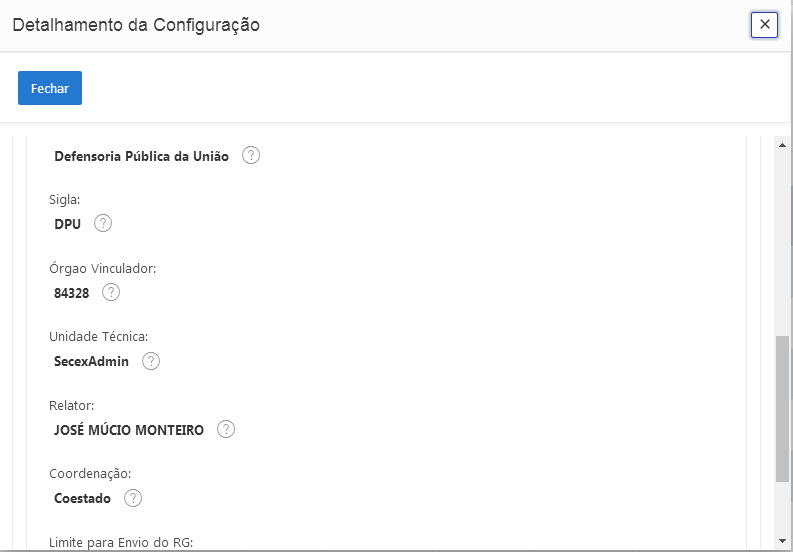 Detalhamento da Configuração
Fechar
Defensoria Pública da União
Sigla:
DPU
Órgao Vinculador:
84328
Unidade Técnica:
SecexAdmin
Relator:
JOSÉ MÚCIO MONTEIRO
Coordenação:
Coestado
Limite para Envio do RG: